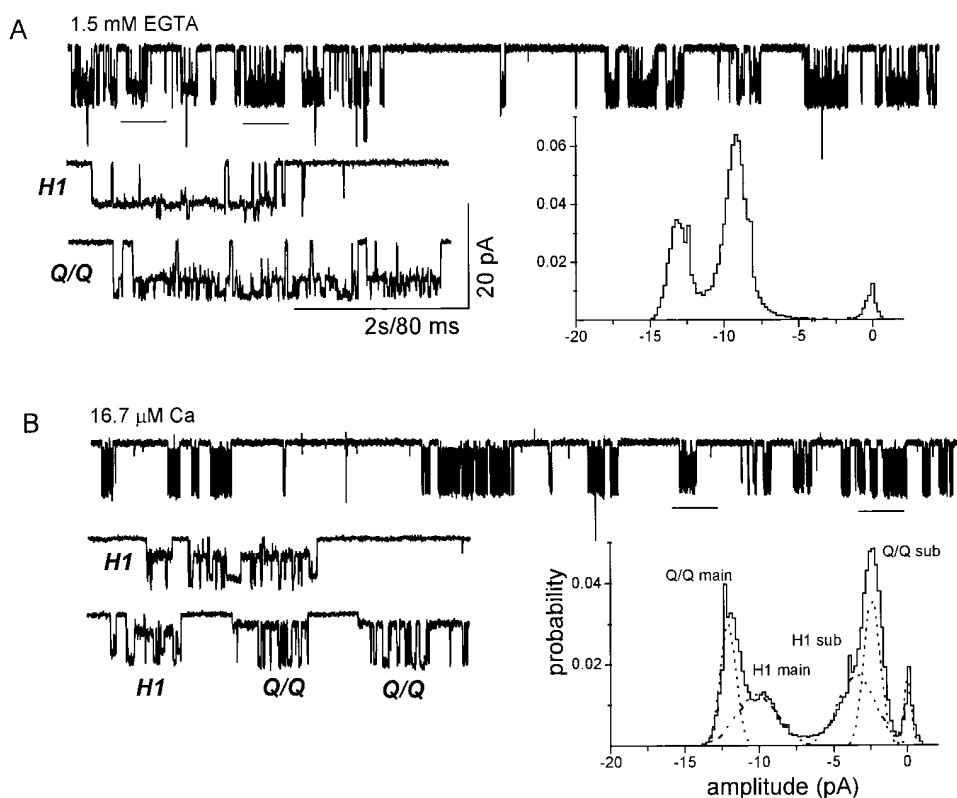 A
1.5 mM EGTA
H1
Q/Q
20 pA
2s/80 ms
0.06
0.04
0.02
-20 -15 -10 -5 0
B
16.7 µM Ca
H1
H1 Q/Q Q/Q
probability
0.04
0.02
Q/Q main
Q/Q sub
H1 sub
H1 main
-20 -15 -10 -5 0
amplitude (pA)